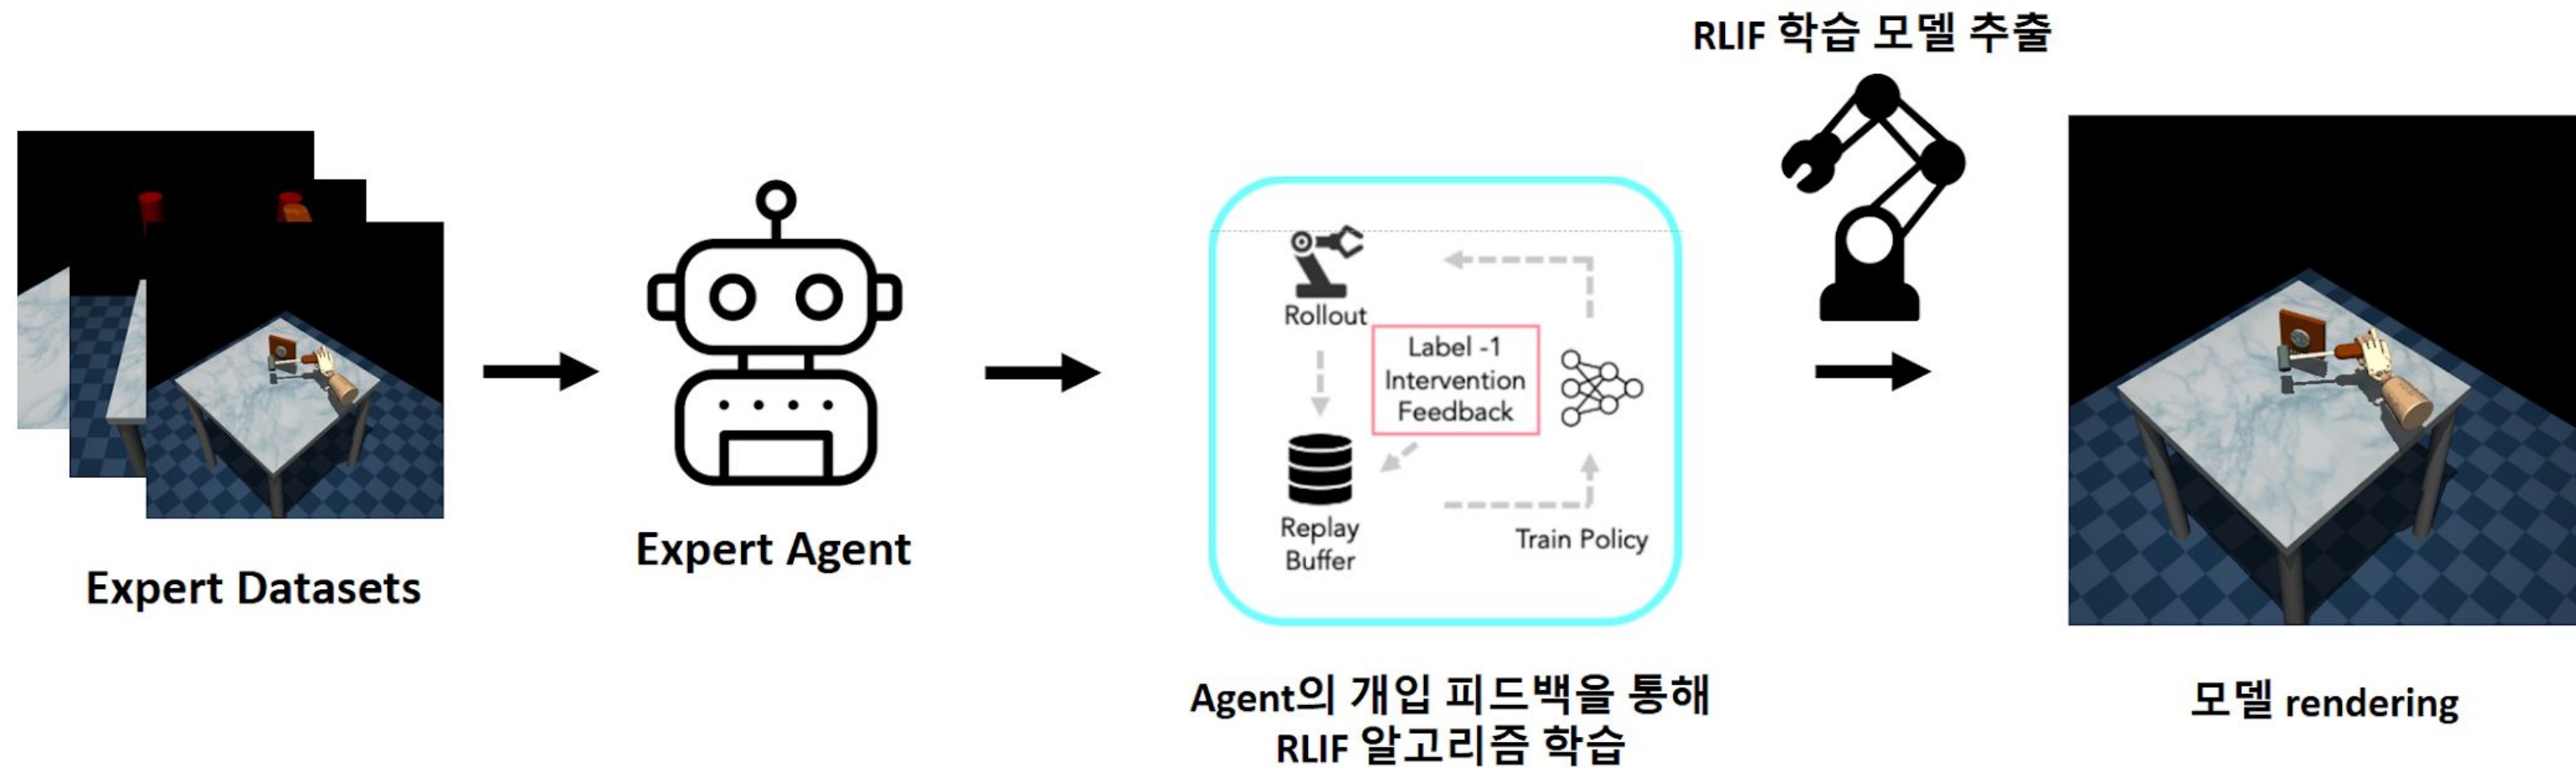 RLIF 학습 모델 추출
Expert Datasets
Expert Agent
Rollout
Label -1
Intervention
Feedback
Replay
Buffer
Train Policy
Agent의 개입 피드백을 통해
RLIF 알고리즘 학습
모델 rendering